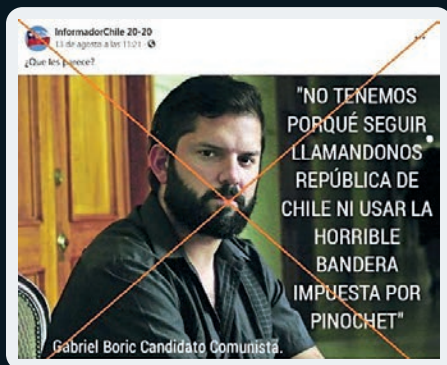 InformadorChile 20-20
13 de agosto a las 11:21
¿Que les parece?
"NO TENEMOS
PORQUÉ SEGUIR
LLAMANDONOS
REPÚBLICA DE
CHILE NI USAR LA
HORRIBLE
BANDERA
IMPUESTA POR
PINOCHET"
Gabriel Boric Candidato Comunista.